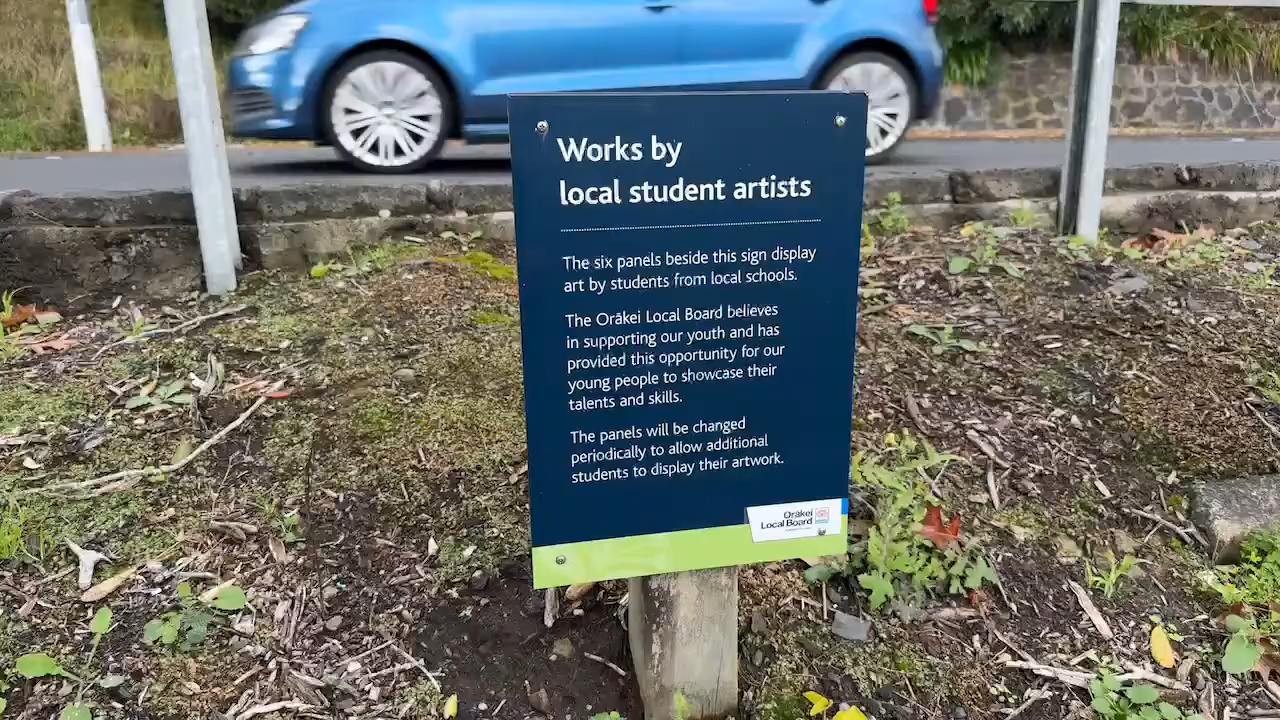 Works by
local student artists
The six panels beside this sign display
art by students from local schools.
The Orākei Local Board believes
in supporting our youth and has
provided this opportunity for our
young people to showcase their
talents and skills.
The panels will be changed
periodically to allow additional
students to display their artwork.
Orākei
Local Board